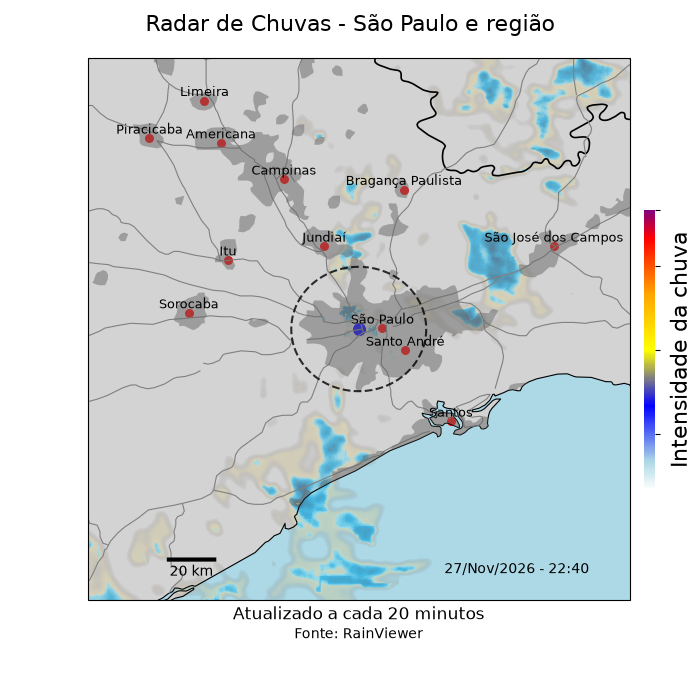 Radar de Chuvas - São Paulo e região
Limeira
Piracicaba
Americana
Campinas
Bragança Paulista
Jundiaí
São José dos Campos
Itu
Sorocaba
São Paulo
Santo André
Santos
20 km
27/Nov/2026 - 22:40
Intensidade da chuva
Atualizado a cada 20 minutos
Fonte: RainViewer